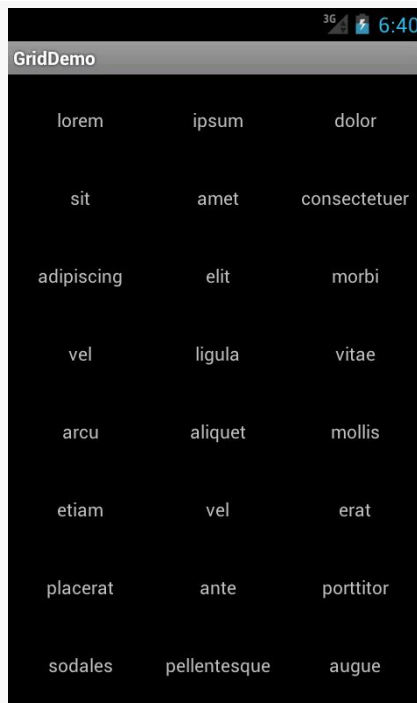 3G 6:40
GridDemo
lorem ipsum dolor
sit amet consectetuer
adipiscing elit morbi
vel ligula vitae
arcu aliquet mollis
etiam vel erat
placerat ante porttitor
sodales pellentesque augue